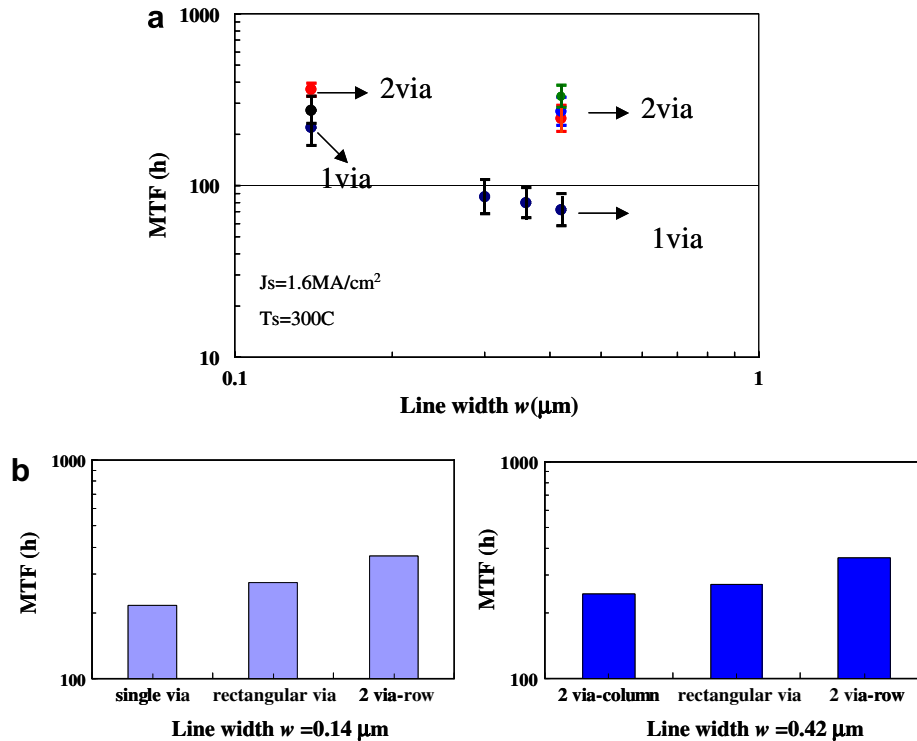 a
1000
2via
2via
1via
100
1via
MTF (h)
Js=1.6MA/cm²
Ts=300C
10
0.1
1
Line width w(μm)
b
1000
MTF (h)
100
single via
rectangular via
2 via-row
Line width w =0.14 μm
1000
MTF (h)
100
2 via-column
rectangular via
2 via-row
Line width w =0.42 μm